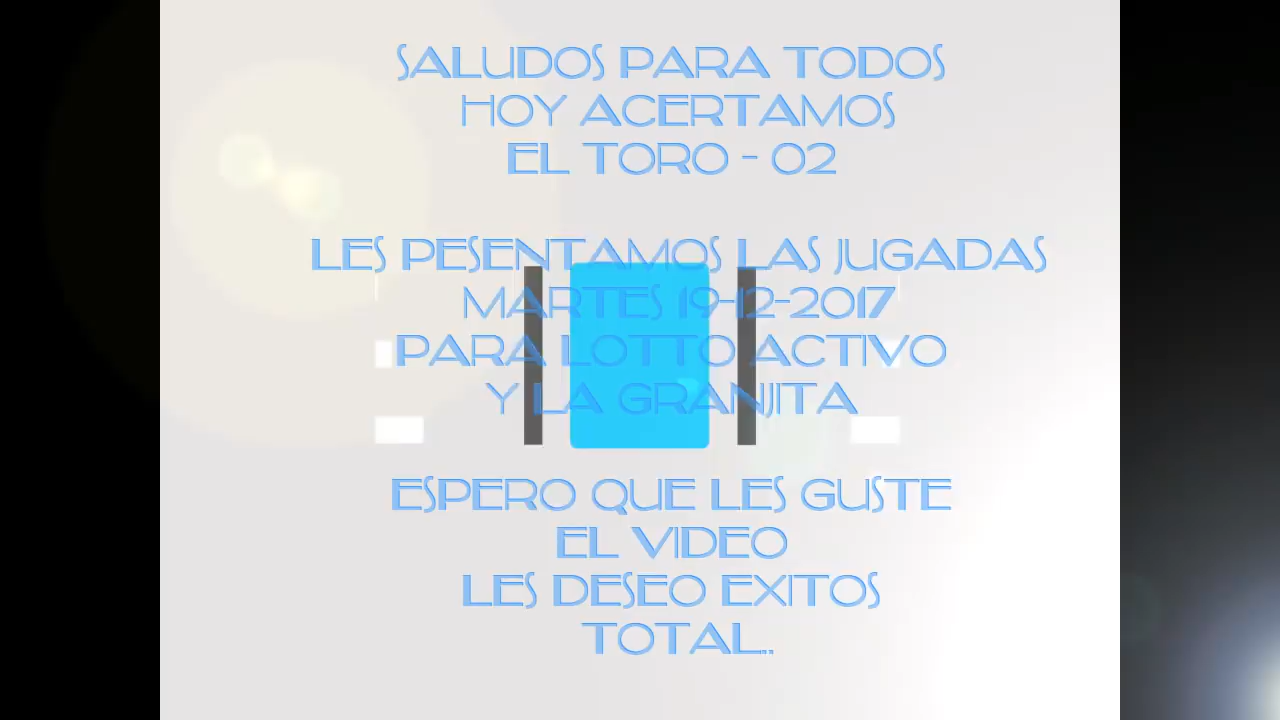 SALUDOS PARA TODOS
HOY ACERTAMOS
EL TORO - 02
LES PESENTAMOS LAS JUGADAS
MARTES 19-12-2017
PARA LOTTO ACTIVO
Y LA GRANJITA
ESPERO QUE LES GUSTE
EL VIDEO
LES DESEO EXITOS
TOTAL..